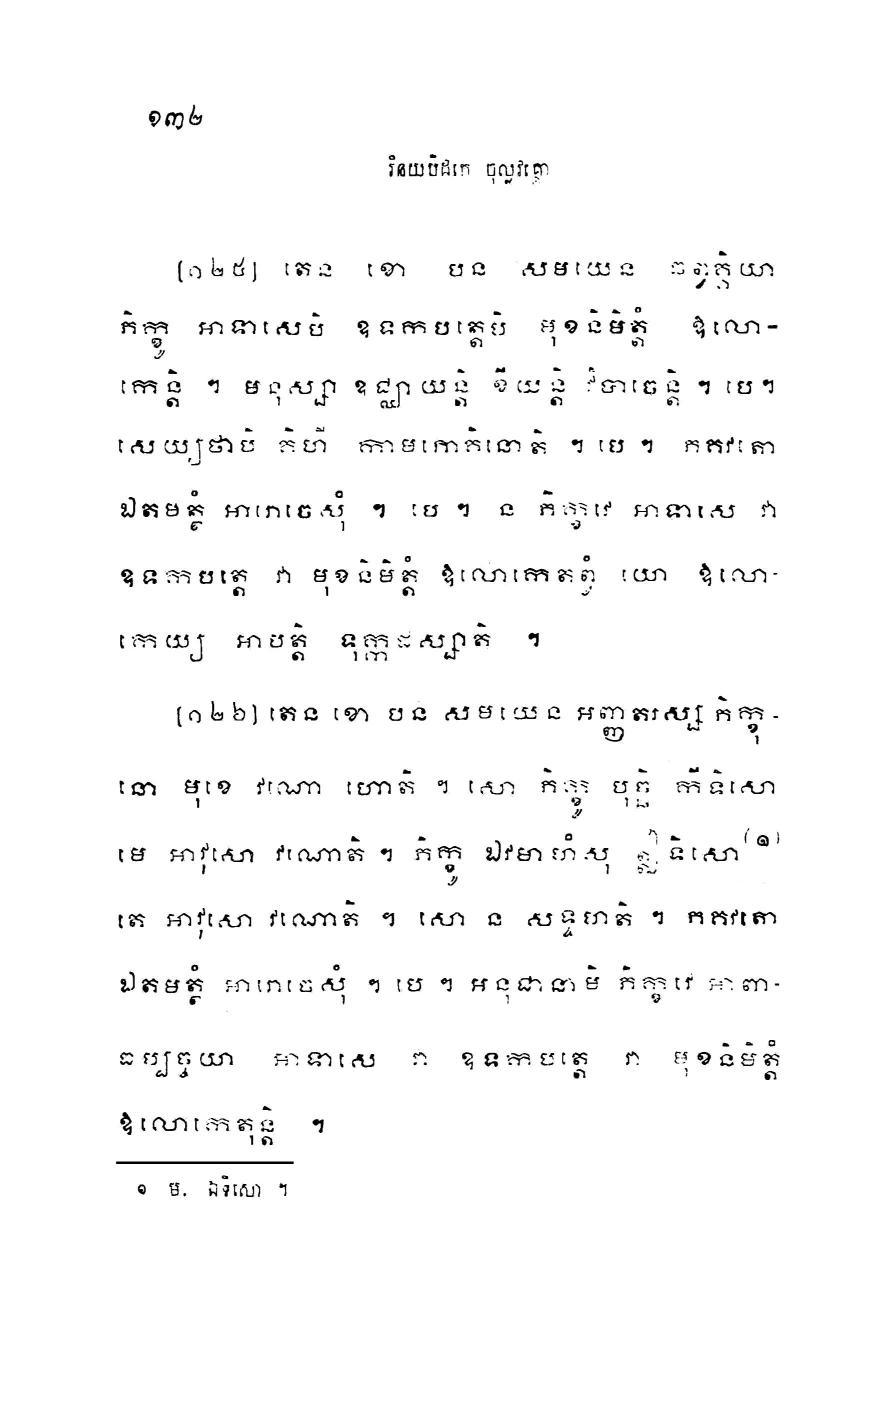 ១៣២
វិនយបិដកេ ចុល្លវគ្គោ
[១២៥] តេន ខោ បន សមយេន ឆព្វគ្គិយា
ភិក្ខូ អាទាសេបិ ឧទកបត្តេបិ មុខនិមិត្តំ ឱលោ-
កេន្តិ ។ មនុស្សា ឧជ្ឈាយន្តិ ខីយន្តិ វិបាចេន្តិ ។ បេ។
សេយ្យថាបិ គិហី កាមភោគិនោតិ ។ បេ ។ ភគវតោ
ឯតមត្ថំ អារោចេសុំ ។ បេ ។ ន ភិក្ខវេ អាទាសេ វា
ឧទកបត្តេ វា មុខនិមិត្តំ ឱលោកេតព្វំ យោ ឱលោ-
កេយ្យ អាបត្តិ ទុក្កដស្សាតិ ។
[១២៦] តេន ខោ បន សមយេន អញ្ញតរស្ស ភិក្ខុ-
នោ មុខេ វណោ ហោតិ ។ សោ ភិក្ខូ បុច្ឆិ កីទិសោ
មេ អាវុសោ វណោតិ ។ ភិក្ខូ ឯវមាហំសុ ឦទិសោ(១)
តេ អាវុសោ វណោតិ ។ សោ ន សទ្ទហតិ ។ ភគវតោ
ឯតមត្ថំ អារោចេសុំ ។ បេ ។ អនុជានាមិ ភិក្ខវេ អាពា-
ធប្បច្ចយា អាទាសេ វា ឧទកបត្តេ វា មុខនិមិត្តំ
ឱលោកេតុន្តិ ។
១ ម. ឯទិសោ ។